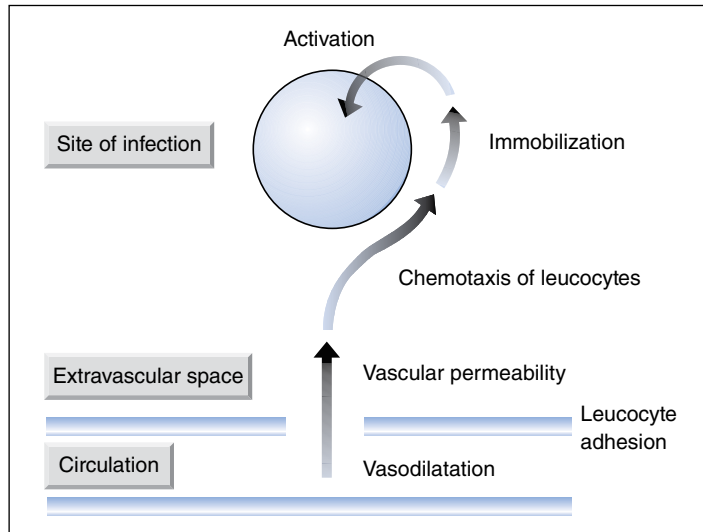 Activation
Site of infection
Immobilization
Chemotaxis of leucocytes
Extravascular space
Vascular permeability
Leucocyte
adhesion
Circulation
Vasodilatation